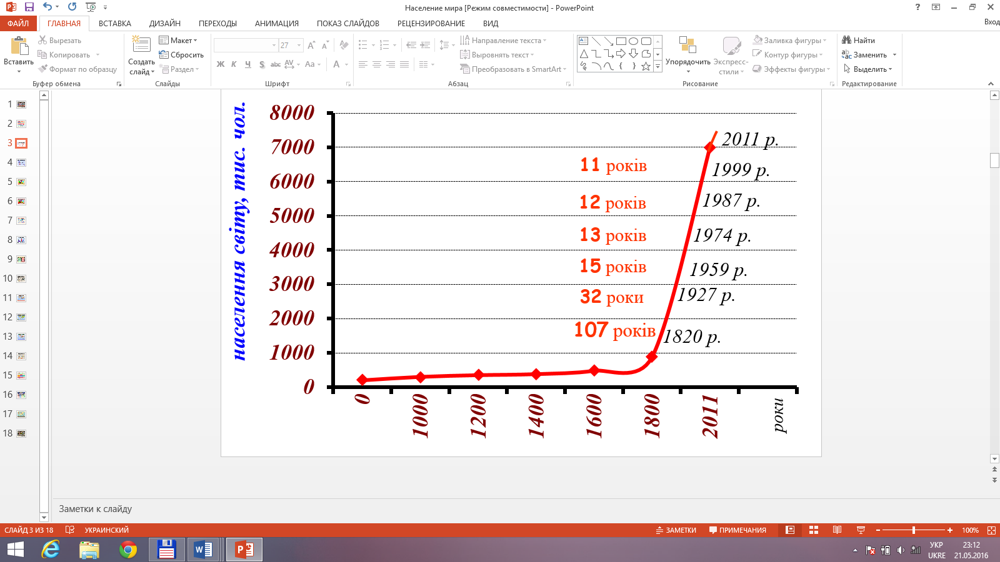 Население мира [Режим совместимости] - PowerPoint
ФАЙЛ ГЛАВНАЯ ВСТАВКА ДИЗАЙН ПЕРЕХОДЫ АНИМАЦИЯ ПОКАЗ СЛАЙДОВ РЕЦЕНЗИРОВАНИЕ ВИД Вход
Вставить
Вырезать
Копировать
Формат по образцу
Буфер обмена
Создать слайд
Макет
Сбросить
Раздел
Слайды
27
Ж К Ч S abc AV Aa A
Шрифт
Направление текста
Выровнять текст
Преобразовать в SmartArt
Абзац
Упорядочить
Экспресс-стили
Заливка фигуры
Контур фигуры
Эффекты фигуры
Рисование
Найти
Заменить
Выделить
Редактирование
1
2
3
4
5
6
7
8
9
10
11
12
13
14
15
16
17
18
населення світу, тис. чол.
8000
7000
6000
5000
4000
3000
2000
1000
0
11 років
12 років
13 років
15 років
32 роки
107 років
2011 р.
1999 р.
1987 р.
1974 р.
1959 р.
1927 р.
1820 р.
0 1000 1200 1400 1600 1800 2011 роки
Заметки к слайду
СЛАЙД 3 ИЗ 18 УКРАИНСКИЙ ЗАМЕТКИ ПРИМЕЧАНИЯ 100%
УКР 23:12
UKRE 21.05.2016